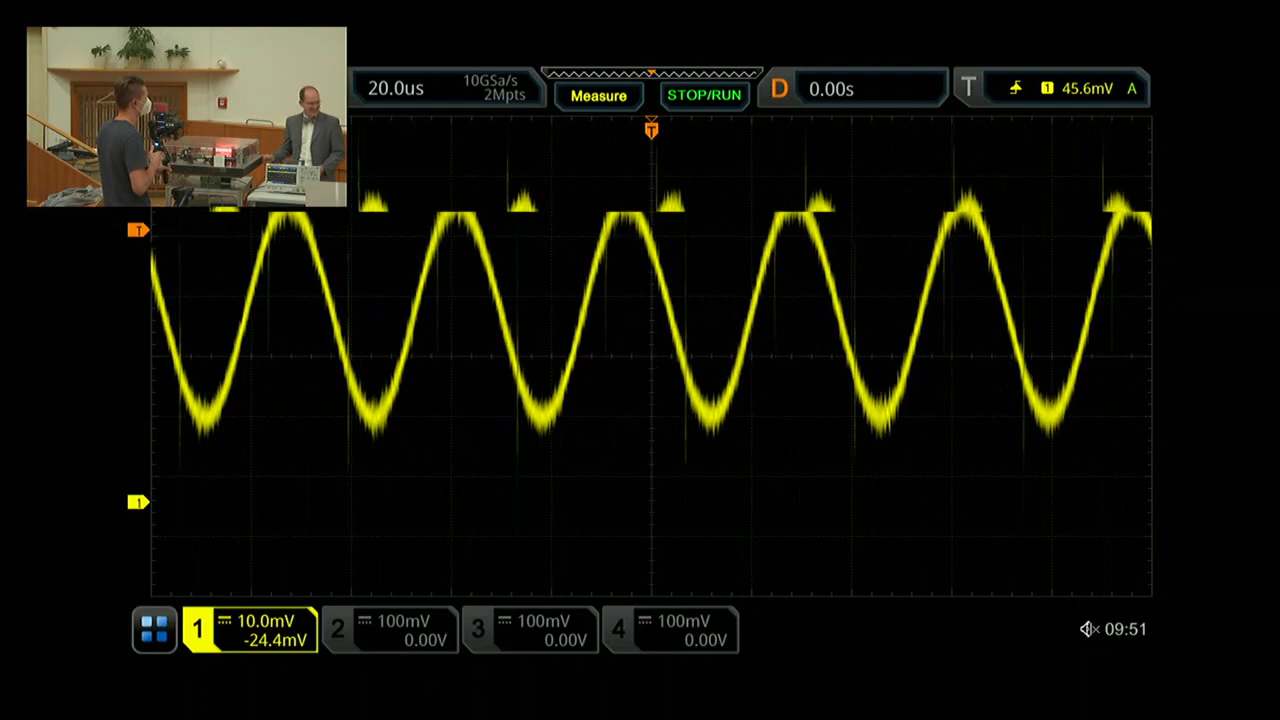 20.0us
10GSa/s
2Mpts
Measure
STOP/RUN
D 0.00s
T 1 45.6mV A
T
T
1
1 10.0mV
-24.4mV
2 100mV
0.00V
3 100mV
0.00V
4 100mV
0.00V
09:51